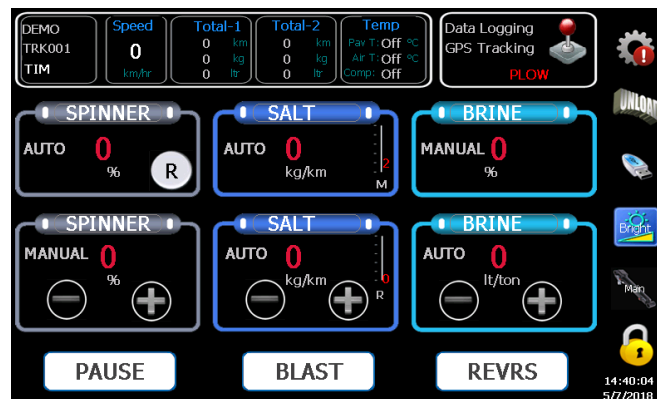 DEMO
TRK001
TIM
Speed
0
km/hr
Total-1
0 km
0 kg
0 ltr
Total-2
0 km
0 kg
0 ltr
Temp
Pav T: Off ºC
Air T: Off ºC
Comp: Off
Data Logging
GPS Tracking
PLOW
SPINNER
AUTO 0
%
R
SALT
AUTO 0
kg/km
2
M
BRINE
MANUAL 0
%
UNLOAD
SPINNER
MANUAL 0
%
SALT
AUTO 0
kg/km
0
R
BRINE
AUTO 0
lt/ton
Bright
Main
PAUSE
BLAST
REVRS
14:40:04
5/7/2018